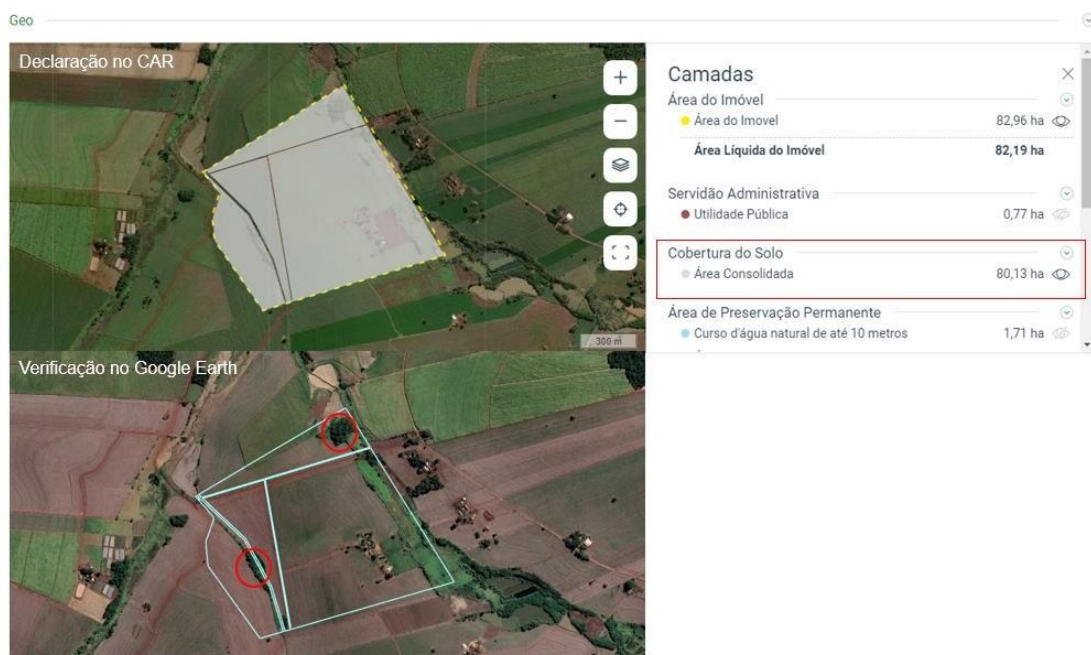 Geo
Declaração no CAR
300 m
Camadas
Área do Imóvel
Área do Imovel 82,96 ha
Área Líquida do Imóvel 82,19 ha
Servidão Administrativa
Utilidade Pública 0,77 ha
Cobertura do Solo
Área Consolidada 80,13 ha
Área de Preservação Permanente
Curso d'água natural de até 10 metros 1,71 ha
Verificação no Google Earth